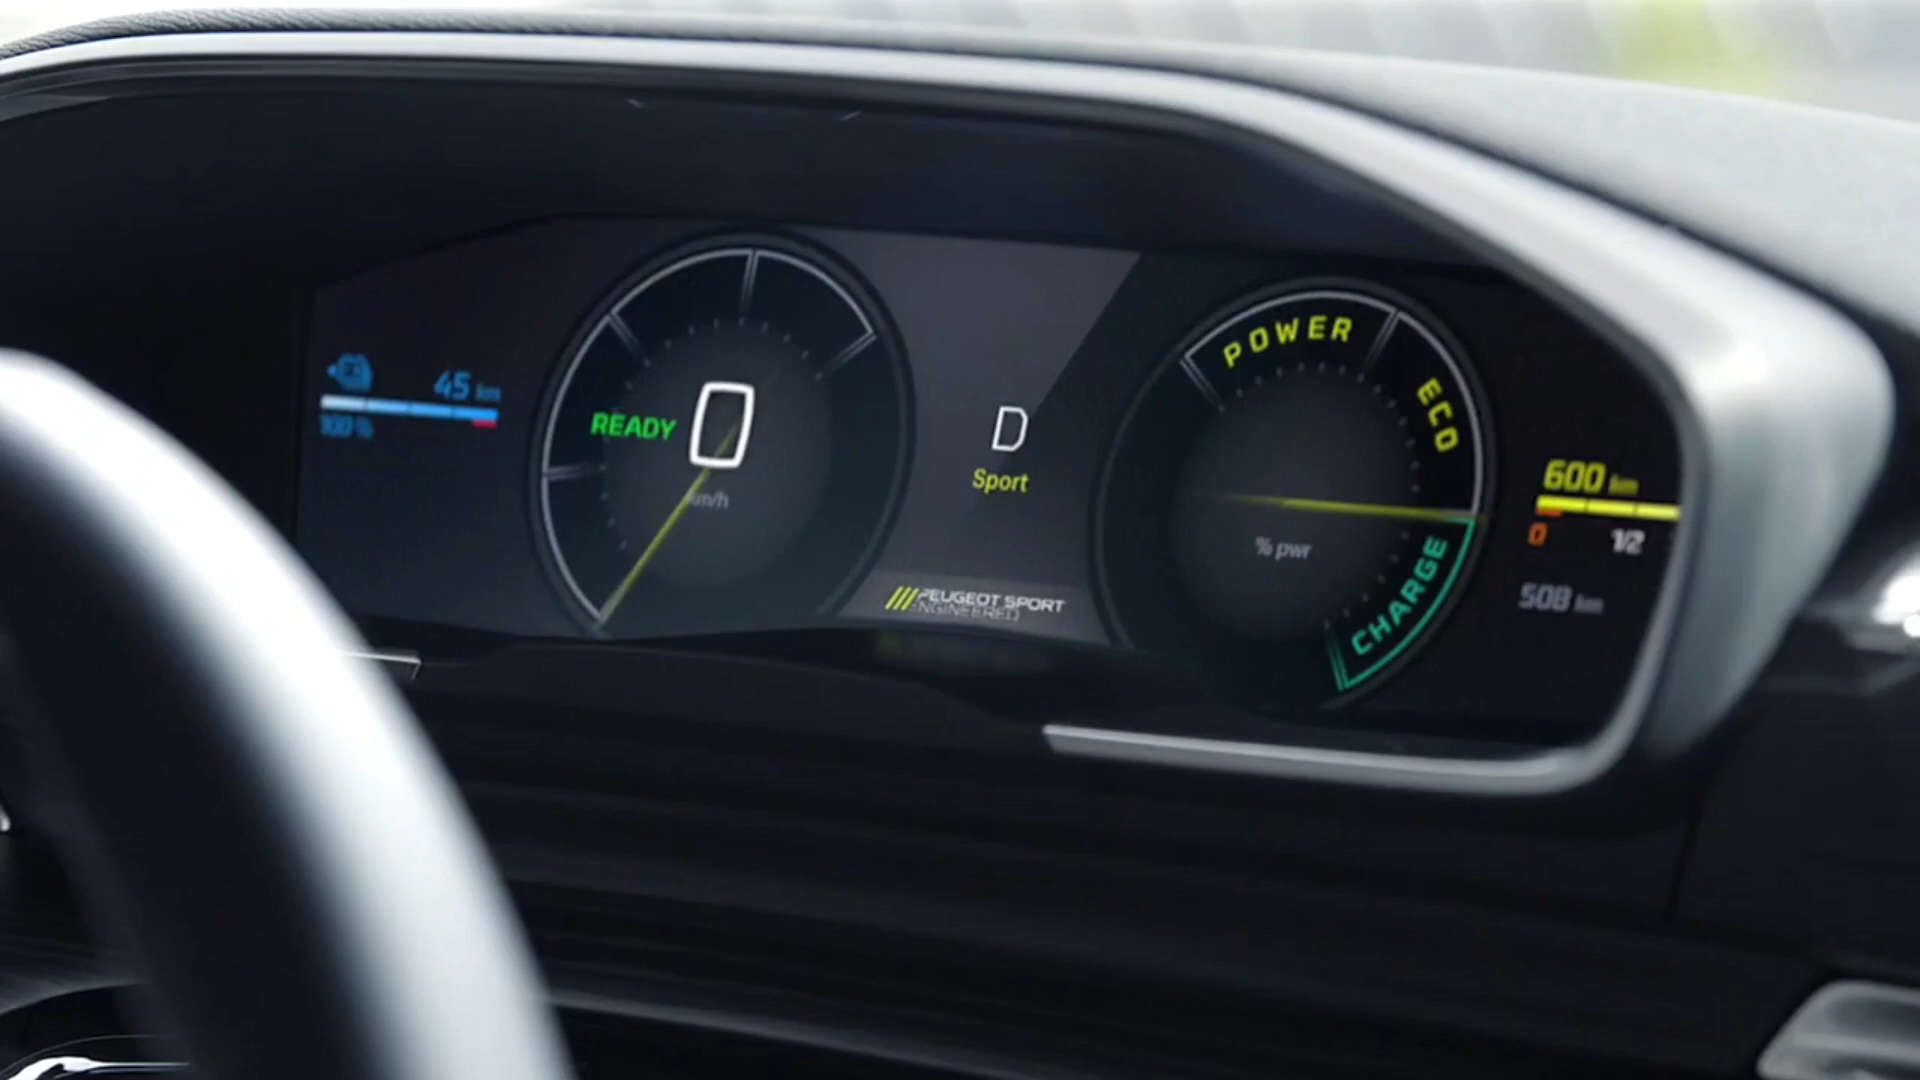 45 km
100 %
READY
0
km/h
D
Sport
PEUGEOT SPORT
ENGINEERED
POWER
ECO
CHARGE
% pwr
600 km
0 1/2
508 km